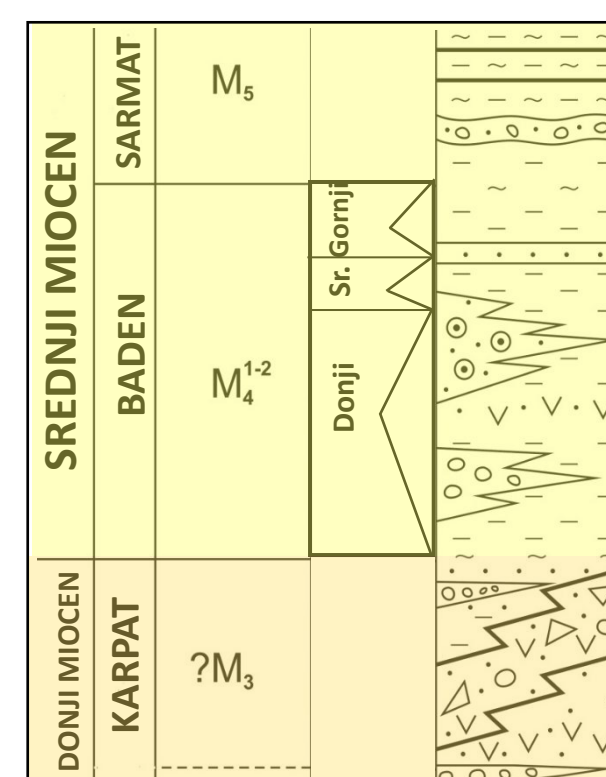 SREDNJI MIOCEN
SARMAT
M5
BADEN
M4 1-2
Gornji
Sr.
Donji
DONJI MIOCEN
KARPAT
?M3